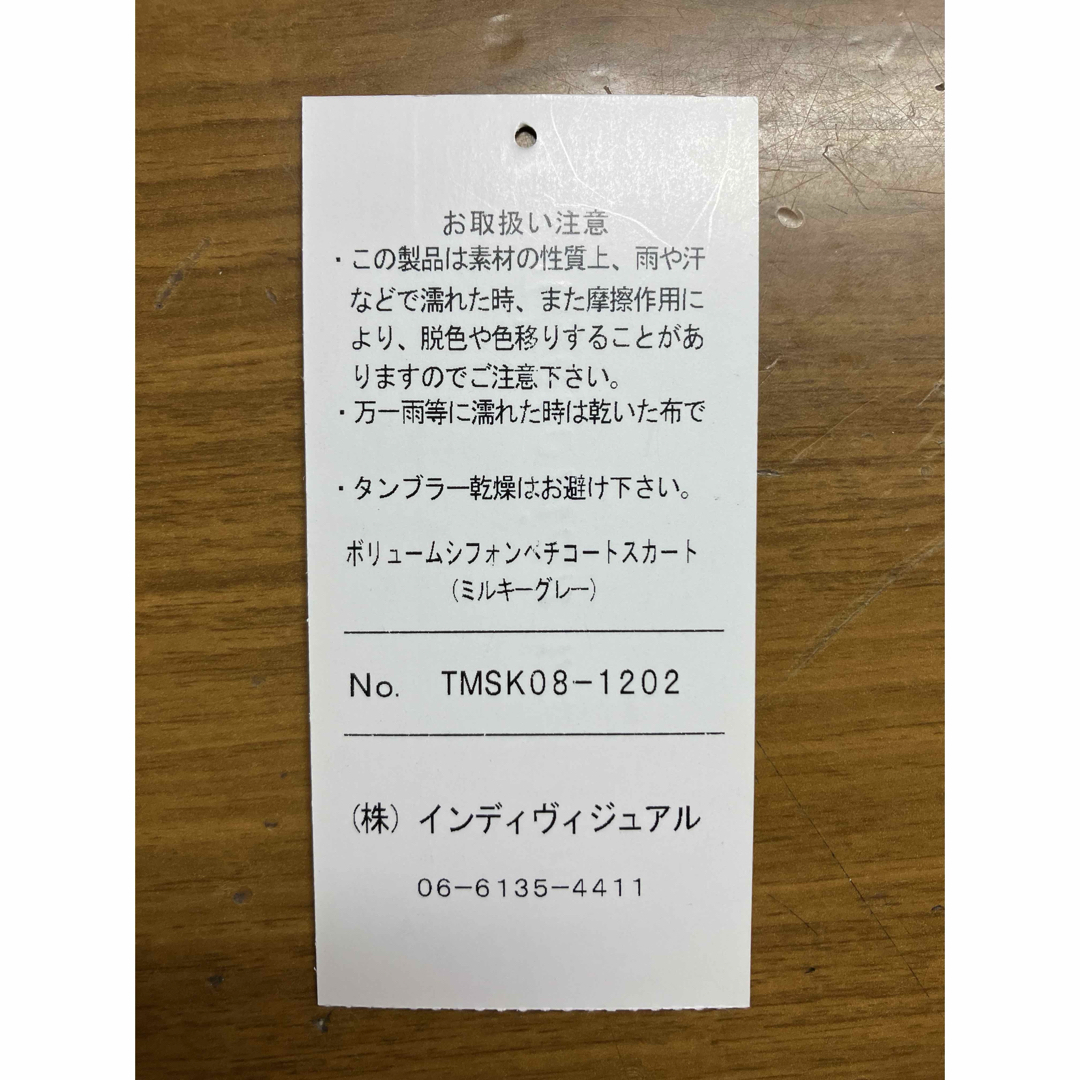 お取扱い注意
・この製品は素材の性質上、雨や汗
などで濡れた時、また摩擦作用に
より、脱色や色移りすることがあ
りますのでご注意下さい。
・万一雨等に濡れた時は乾いた布で
・タンブラー乾燥はお避け下さい。
ボリュームシフォンペチコートスカート
(ミルキーグレー)
No. TMSK08-1202
(株) インディヴィジュアル
06-6135-4411